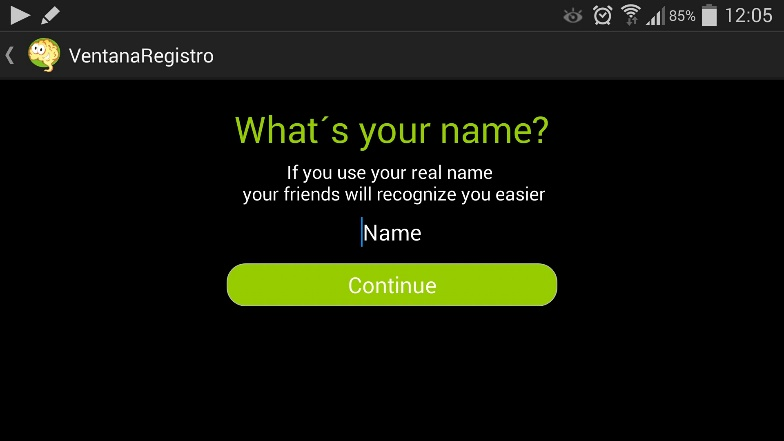 85% 12:05
VentanaRegistro
What´s your name?
If you use your real name
your friends will recognize you easier
Name
Continue